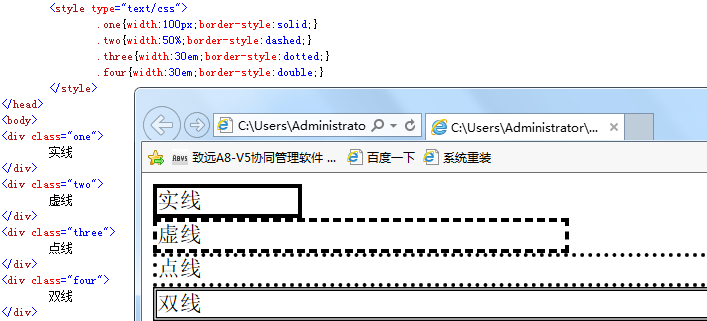 <style type="text/css">
.one{width:100px;border-style:solid;}
.two{width:50%;border-style:dashed;}
.three{width:30em;border-style:dotted;}
.four{width:30em;border-style:double;}
</style>
</head>
<body>
<div class="one">
实线
</div>
<div class="two">
虚线
</div>
<div class="three">
点线
</div>
<div class="four">
双线
</div>
C:\Users\Administrato
C:\Users\Administrator\...
致远A8-V5协同管理软件 ... 百度一下 系统重装
实线
虚线
点线
双线